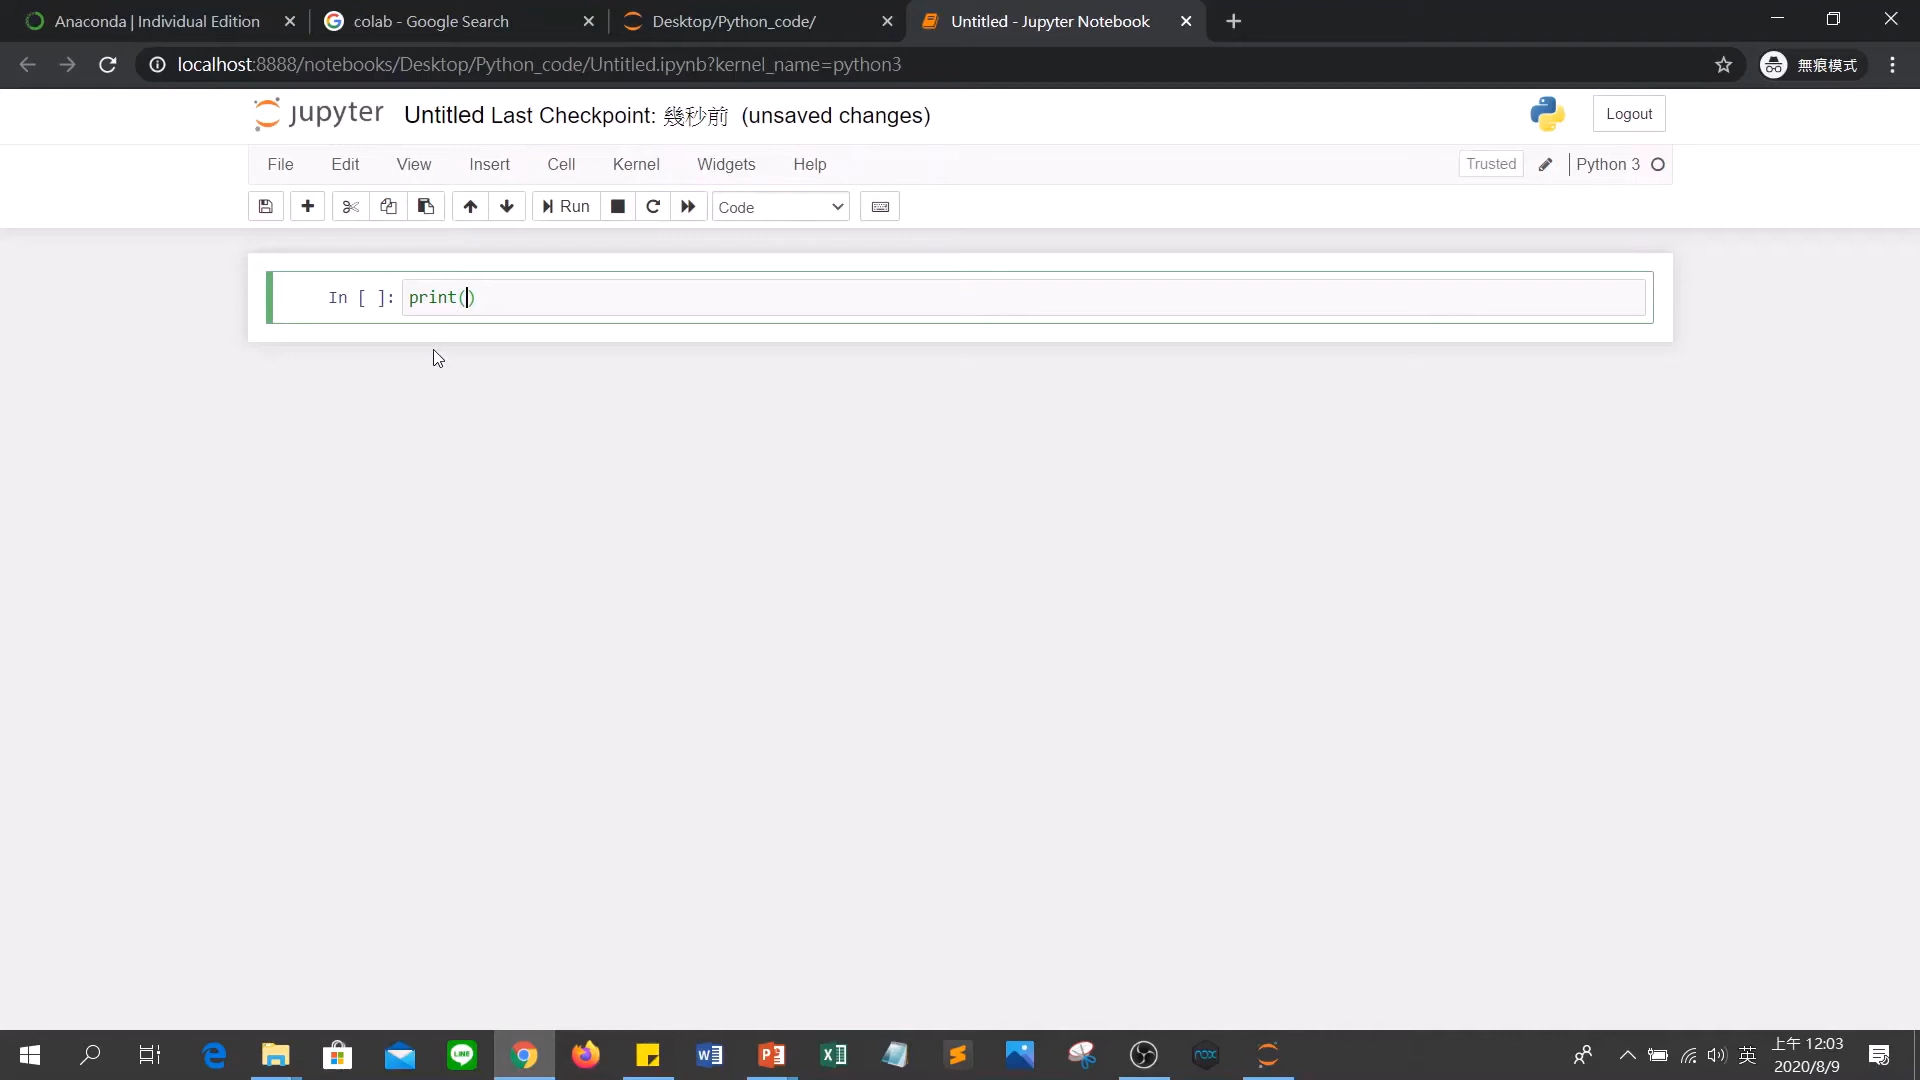 Anaconda | Individual Edition
colab - Google Search
Desktop/Python_code/
Untitled - Jupyter Notebook
localhost:8888/notebooks/Desktop/Python_code/Untitled.ipynb?kernel_name=python3
無痕模式
jupyter Untitled Last Checkpoint: 幾秒前 (unsaved changes)
Logout
File Edit View Insert Cell Kernel Widgets Help
Trusted Python 3
Run Code
In [ ]: print()
LINE
nox
英
上午 12:03
2020/8/9